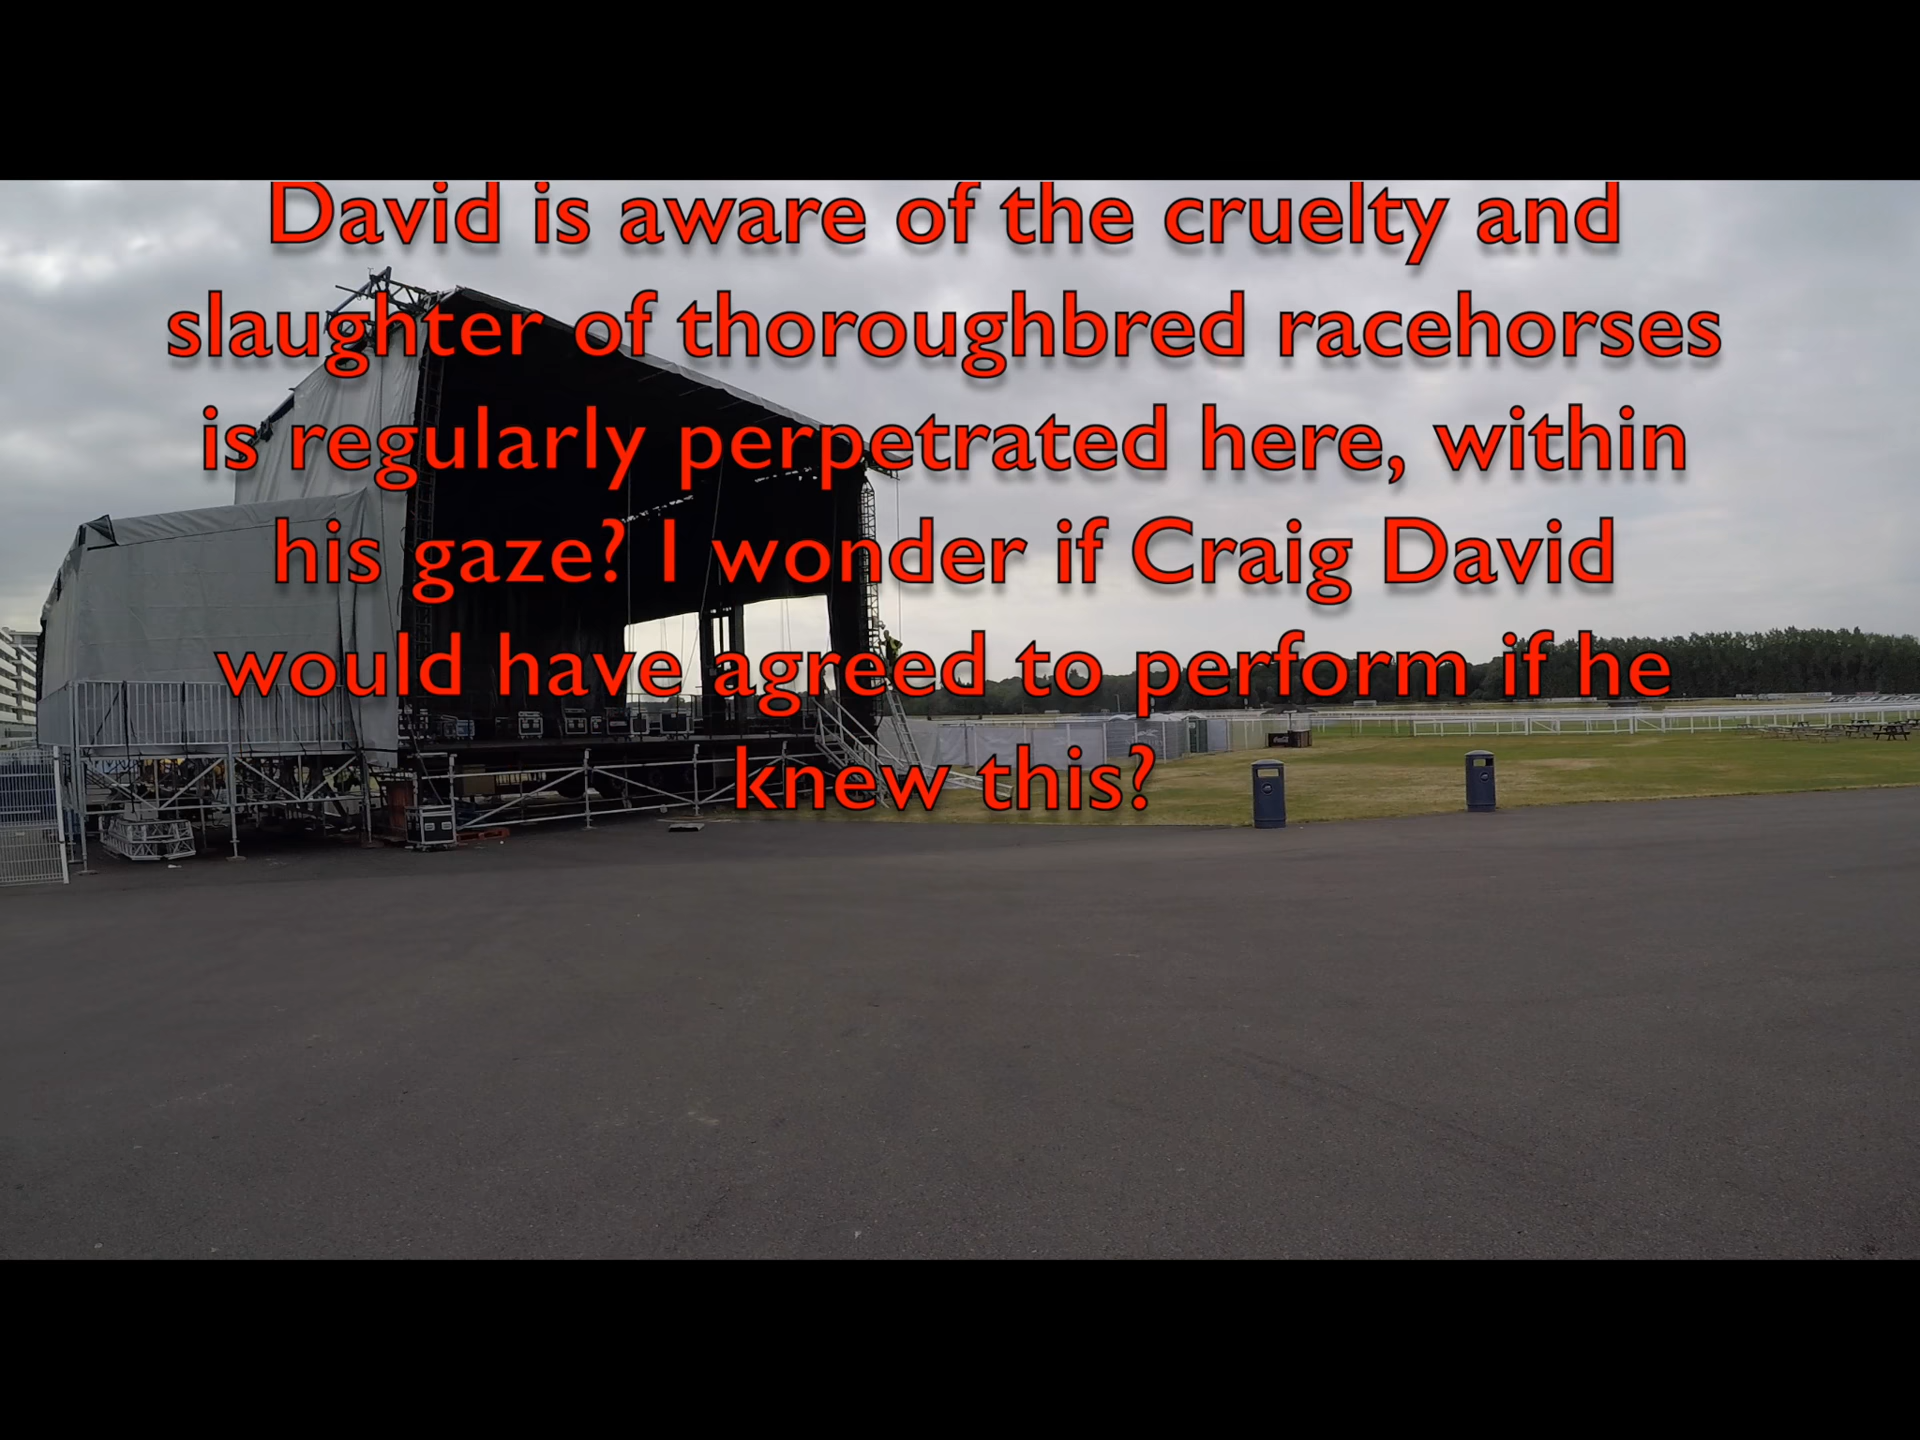 David is aware of the cruelty and
slaughter of thoroughbred racehorses
is regularly perpetrated here, within
his gaze? I wonder if Craig David
would have agreed to perform if he
knew this?